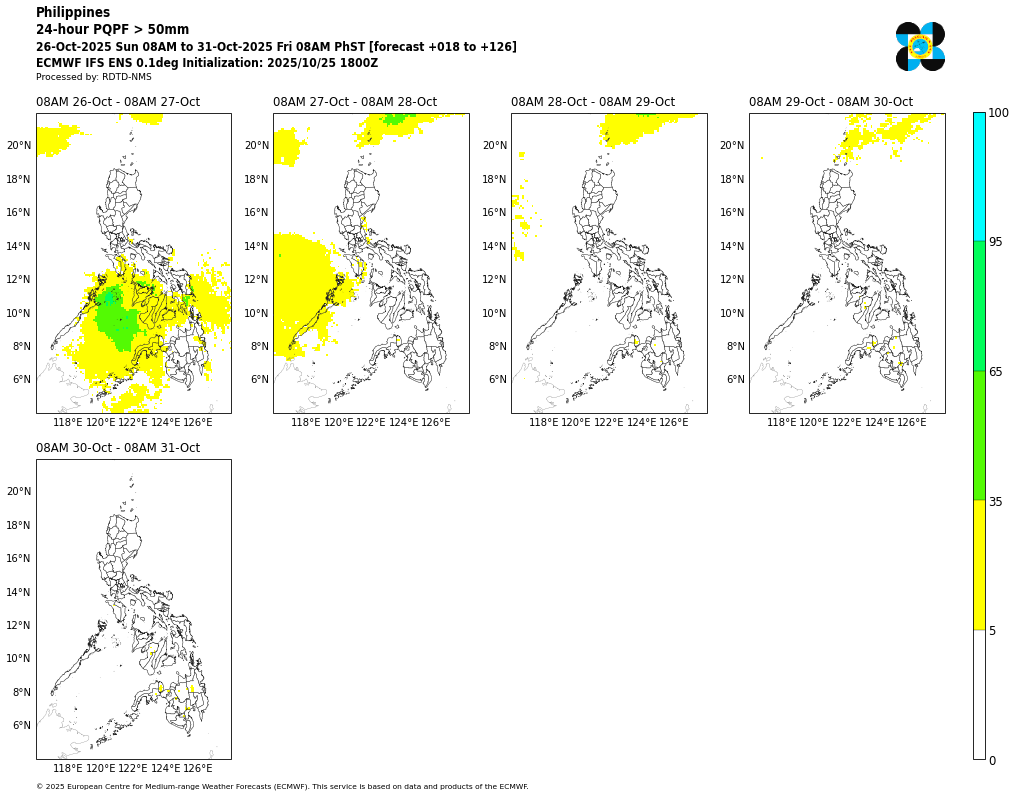 Philippines
24-hour PQPF > 50mm
26-Oct-2025 Sun 08AM to 31-Oct-2025 Fri 08AM PhST [forecast +018 to +126]
ECMWF IFS ENS 0.1deg Initialization: 2025/10/25 1800Z
Processed by: RDTD-NMS
08AM 26-Oct - 08AM 27-Oct
20°N
18°N
16°N
14°N
12°N
10°N
8°N
6°N
118°E 120°E 122°E 124°E 126°E
08AM 27-Oct - 08AM 28-Oct
20°N
18°N
16°N
14°N
12°N
10°N
8°N
6°N
118°E 120°E 122°E 124°E 126°E
08AM 28-Oct - 08AM 29-Oct
20°N
18°N
16°N
14°N
12°N
10°N
8°N
6°N
118°E 120°E 122°E 124°E 126°E
08AM 29-Oct - 08AM 30-Oct
20°N
18°N
16°N
14°N
12°N
10°N
8°N
6°N
118°E 120°E 122°E 124°E 126°E
100
95
65
35
5
0
08AM 30-Oct - 08AM 31-Oct
20°N
18°N
16°N
14°N
12°N
10°N
8°N
6°N
118°E 120°E 122°E 124°E 126°E
© 2025 European Centre for Medium-range Weather Forecasts (ECMWF). This service is based on data and products of the ECMWF.